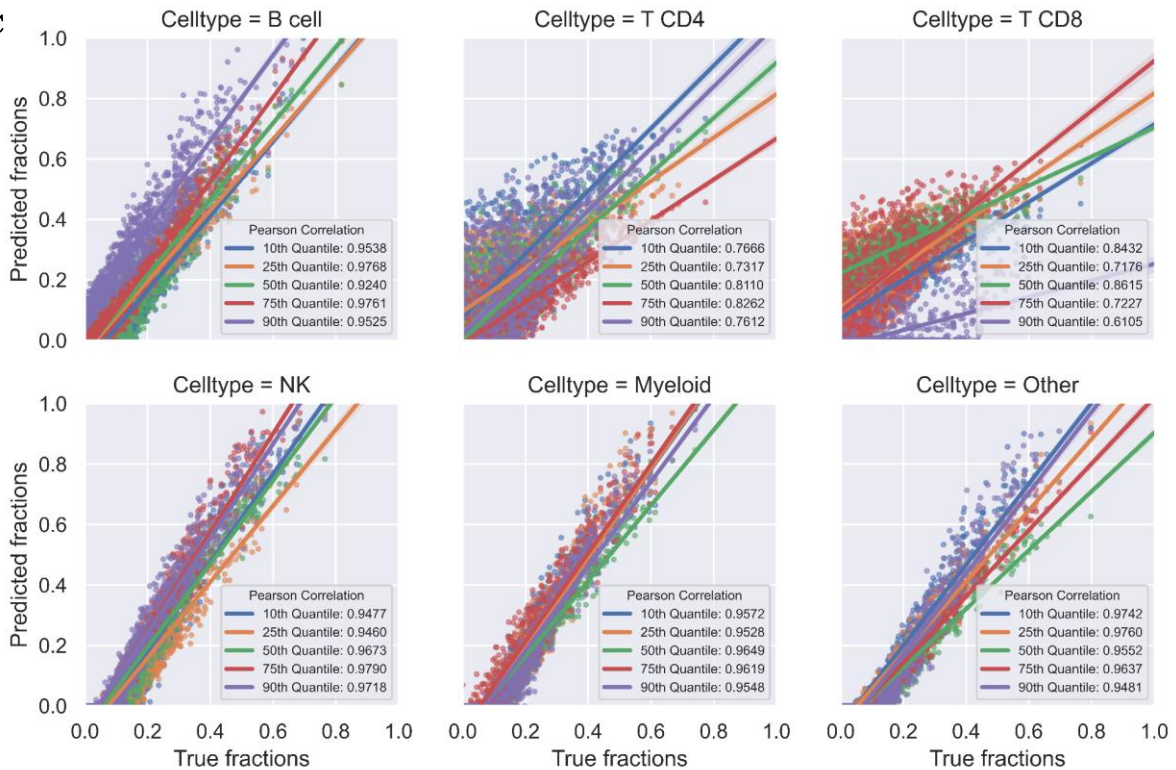 C
Celltype = B cell
Celltype = T CD4
Celltype = T CD8
Predicted fractions
1.0
0.8
0.6
0.4
0.2
0.0
Pearson Correlation
10th Quantile: 0.9538
25th Quantile: 0.9768
50th Quantile: 0.9240
75th Quantile: 0.9761
90th Quantile: 0.9525
Pearson Correlation
10th Quantile: 0.7666
25th Quantile: 0.7317
50th Quantile: 0.8110
75th Quantile: 0.8262
90th Quantile: 0.7612
Pearson Correlation
10th Quantile: 0.8432
25th Quantile: 0.7176
50th Quantile: 0.8615
75th Quantile: 0.7227
90th Quantile: 0.6105
Celltype = NK
Celltype = Myeloid
Celltype = Other
Predicted fractions
1.0
0.8
0.6
0.4
0.2
0.0
Pearson Correlation
10th Quantile: 0.9477
25th Quantile: 0.9460
50th Quantile: 0.9673
75th Quantile: 0.9790
90th Quantile: 0.9718
Pearson Correlation
10th Quantile: 0.9572
25th Quantile: 0.9528
50th Quantile: 0.9649
75th Quantile: 0.9619
90th Quantile: 0.9548
Pearson Correlation
10th Quantile: 0.9742
25th Quantile: 0.9760
50th Quantile: 0.9552
75th Quantile: 0.9637
90th Quantile: 0.9481
0.0 0.2 0.4 0.6 0.8 1.0
0.0 0.2 0.4 0.6 0.8 1.0
0.0 0.2 0.4 0.6 0.8 1.0
True fractions
True fractions
True fractions